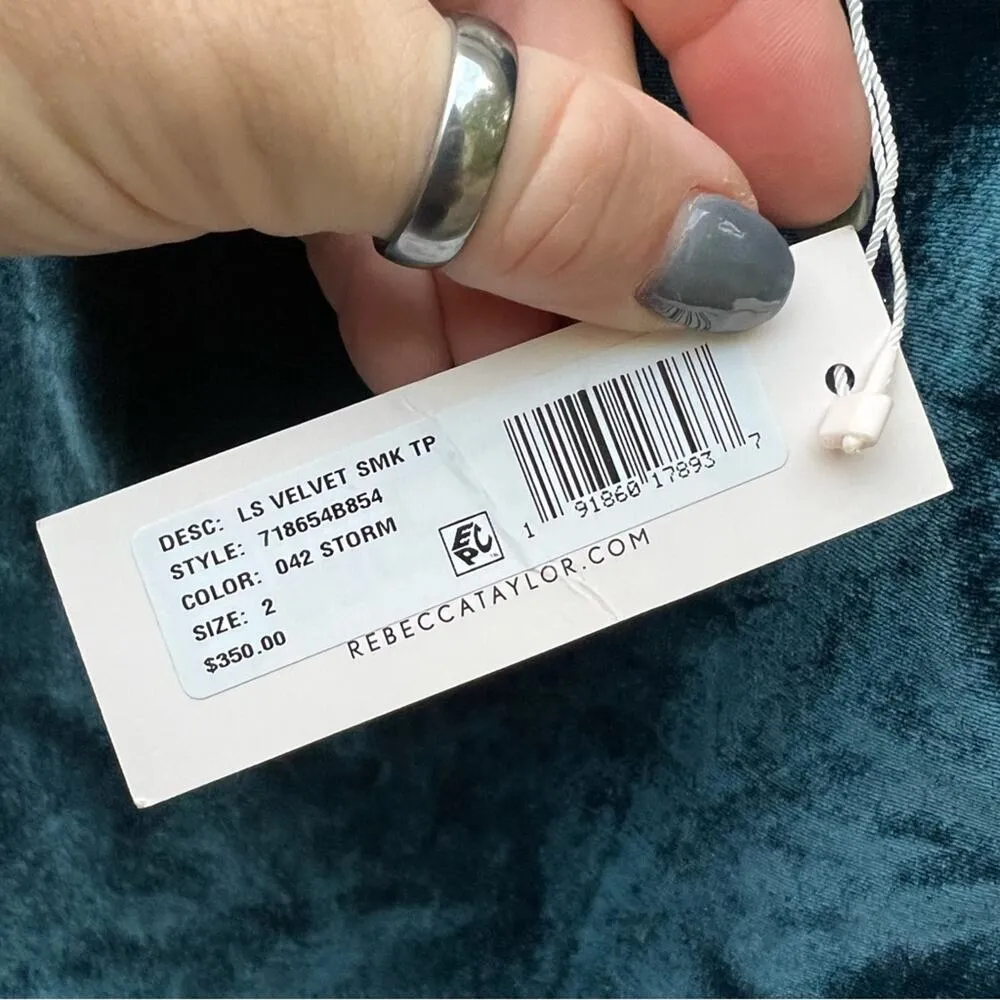 DESC: LS VELVET SMK TP
STYLE: 718654B854
COLOR: 042 STORM
SIZE: 2
$350.00
EPC
1 91860 17893 7
REBECCATAYLOR.COM